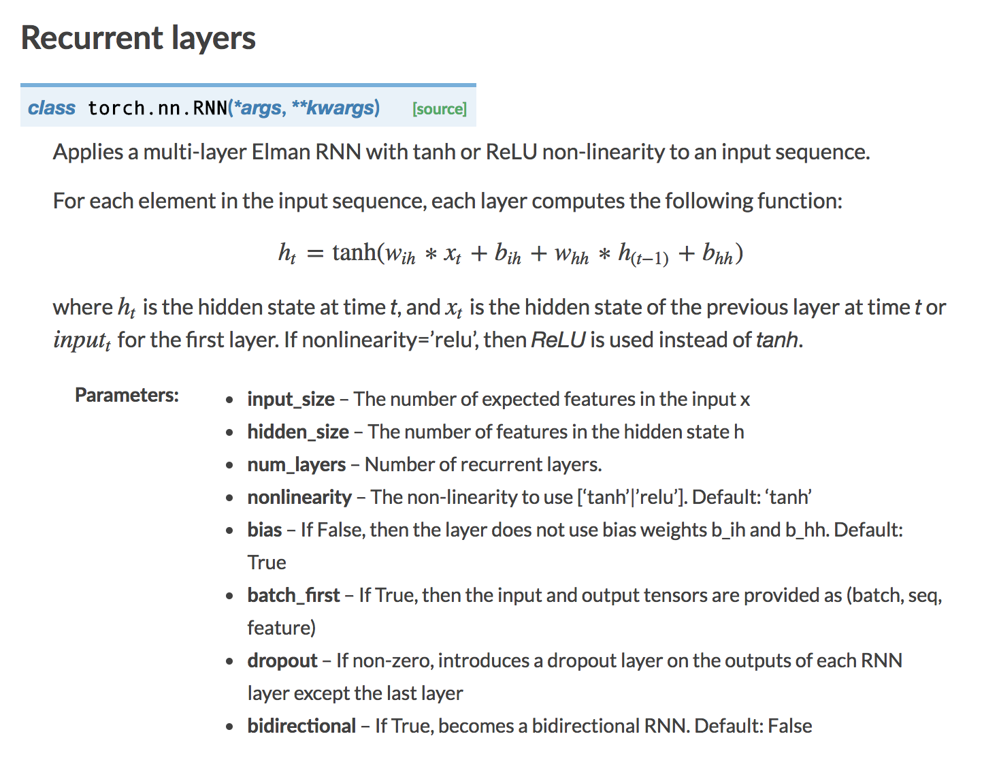 Recurrent layers
class torch.nn.RNN(*args, **kwargs) [source]
Applies a multi-layer Elman RNN with tanh or ReLU non-linearity to an input sequence.
For each element in the input sequence, each layer computes the following function:
h_t = tanh(w_{ih} * x_t + b_{ih} + w_{hh} * h_{(t−1)} + b_{hh})
where h_t is the hidden state at time t, and x_t is the hidden state of the previous layer at time t or
input_t for the first layer. If nonlinearity=’relu’, then ReLU is used instead of tanh.
Parameters:
• input_size – The number of expected features in the input x
• hidden_size – The number of features in the hidden state h
• num_layers – Number of recurrent layers.
• nonlinearity – The non-linearity to use [‘tanh’|’relu’]. Default: ‘tanh’
• bias – If False, then the layer does not use bias weights b_ih and b_hh. Default:
True
• batch_first – If True, then the input and output tensors are provided as (batch, seq,
feature)
• dropout – If non-zero, introduces a dropout layer on the outputs of each RNN
layer except the last layer
• bidirectional – If True, becomes a bidirectional RNN. Default: False